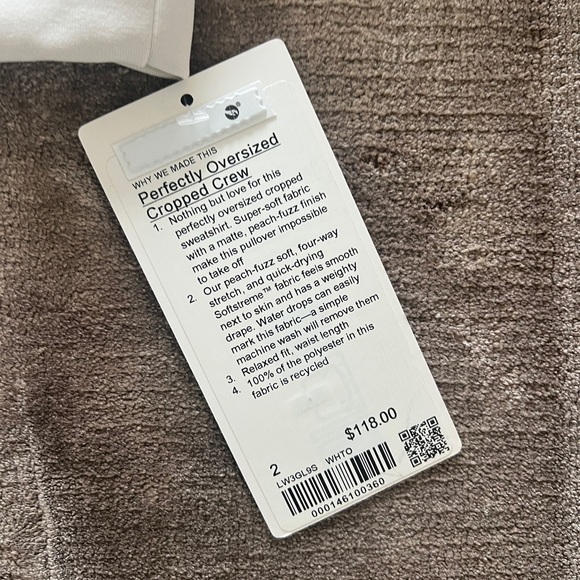 WHY WE MADE THIS
Perfectly Oversized
Cropped Crew
1. Nothing but love for this
perfectly oversized cropped
sweatshirt. Super-soft fabric
with a matte, peach-fuzz finish
make this pullover impossible
to take off
2. Our peach-fuzz soft, four-way
stretch, and quick-drying
Softstreme™ fabric feels smooth
next to skin and has a weighty
drape. Water drops can easily
mark this fabric—a simple
machine wash will remove them
3. Relaxed fit, waist length
4. 100% of the polyester in this
fabric is recycled
$118.00
2
LW3GL9S WHTO
000146100360